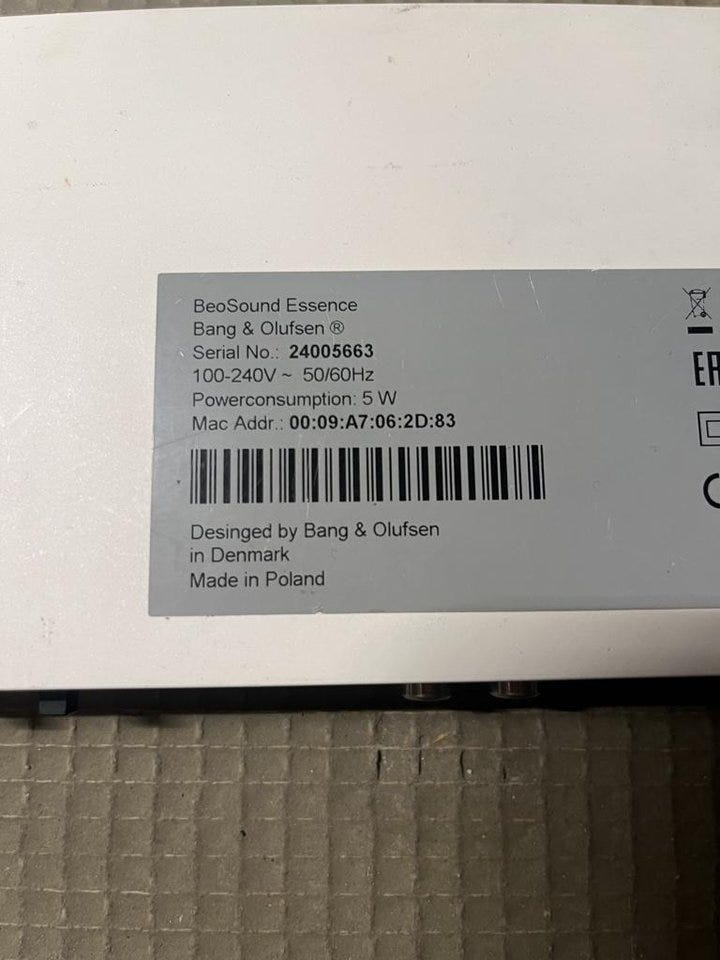 BeoSound Essence
Bang & Olufsen ®
Serial No.: 24005663
100-240V ~ 50/60Hz
Powerconsumption: 5 W
Mac Addr.: 00:09:A7:06:2D:83
Desinged by Bang & Olufsen
in Denmark
Made in Poland